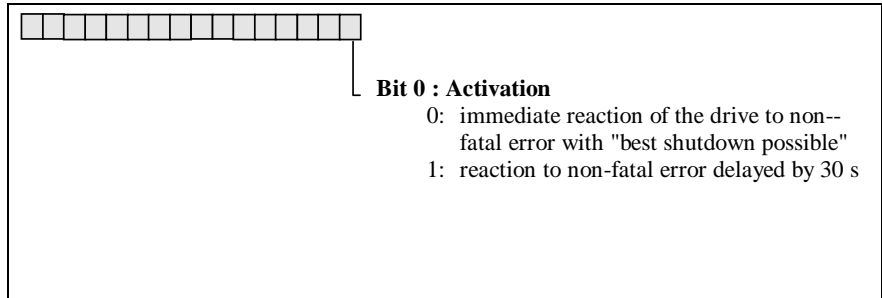 Bit 0 : Activation
0: immediate reaction of the drive to non--
fatal error with "best shutdown possible"
1: reaction to non-fatal error delayed by 30 s